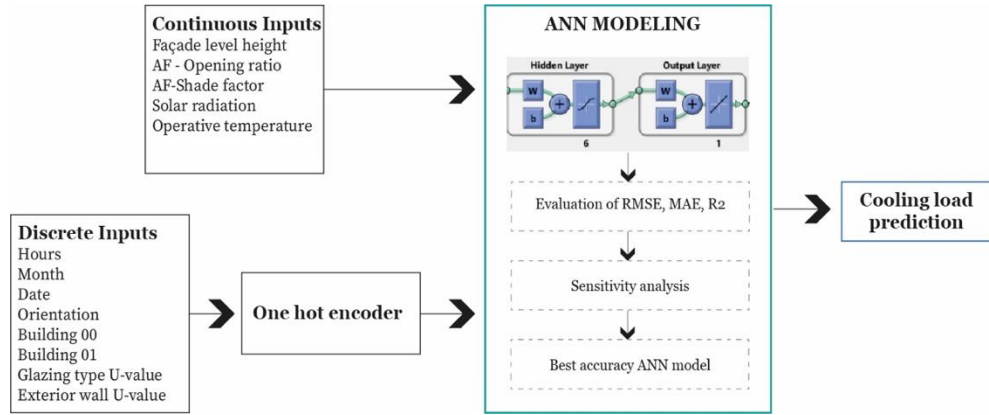 Continuous Inputs
Façade level height
AF - Opening ratio
AF-Shade factor
Solar radiation
Operative temperature
Discrete Inputs
Hours
Month
Date
Orientation
Building 00
Building 01
Glazing type U-value
Exterior wall U-value
One hot encoder
ANN MODELING
Hidden Layer
Output Layer
W
b
+
6
W
b
+
1
Evaluation of RMSE, MAE, R2
Sensitivity analysis
Best accuracy ANN model
Cooling load
prediction